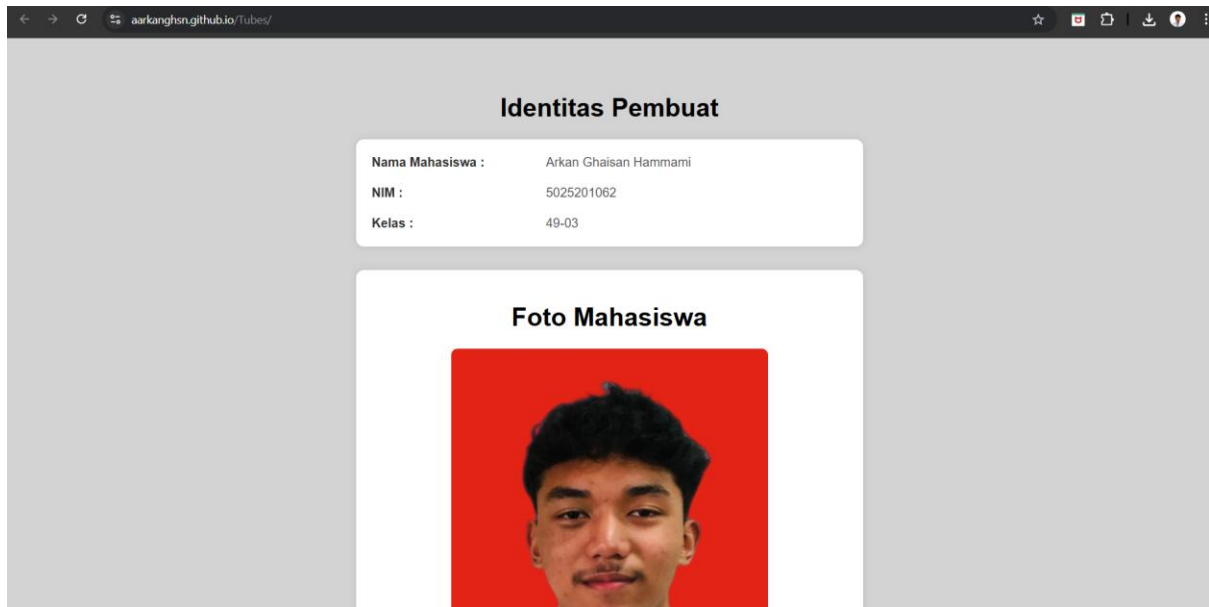 aarkanghsn.github.io/Tubes/
Identitas Pembuat
Nama Mahasiswa : Arkan Ghaisan Hammami
NIM : 5025201062
Kelas : 49-03
Foto Mahasiswa